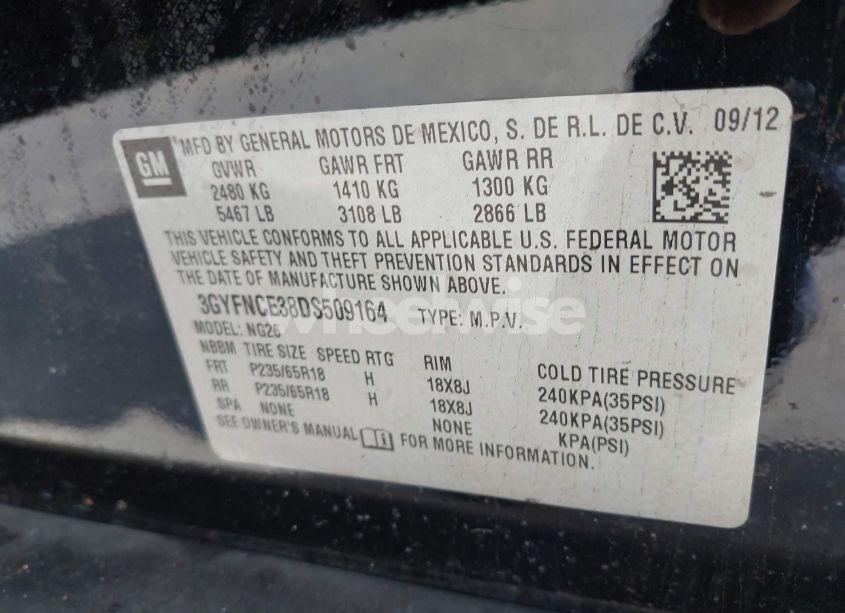 GM
MFD BY GENERAL MOTORS DE MEXICO, S. DE R.L. DE C.V. 09/12
GVWR GAWR FRT GAWR RR
2480 KG 1410 KG 1300 KG
5467 LB 3108 LB 2866 LB
THIS VEHICLE CONFORMS TO ALL APPLICABLE U.S. FEDERAL MOTOR
VEHICLE SAFETY AND THEFT PREVENTION STANDARDS IN EFFECT ON
THE DATE OF MANUFACTURE SHOWN ABOVE.
3GYFNCE38DS509164 TYPE: M.P.V.
wheelwise
MODEL: NG26
NBBM TIRE SIZE SPEED RTG RIM COLD TIRE PRESSURE
FRT P235/65R18 H 18X8J 240KPA(35PSI)
RR P235/65R18 H 18X8J 240KPA(35PSI)
SPA NONE NONE KPA(PSI)
SEE OWNER'S MANUAL FOR MORE INFORMATION.